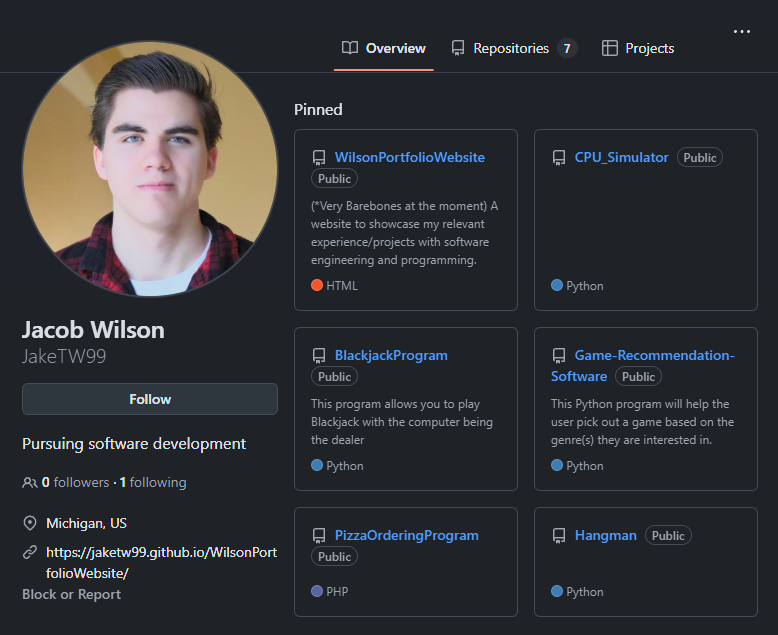 Overview
Repositories 7
Projects
Pinned
WilsonPortfolioWebsite
Public
(*Very Barebones at the moment) A
website to showcase my relevant
experience/projects with software
engineering and programming.
HTML
CPU_Simulator Public
Python
BlackjackProgram
Public
This program allows you to play
Blackjack with the computer being
the dealer
Python
Game-Recommendation-
Software Public
This Python program will help the
user pick out a game based on the
genre(s) they are interested in.
Python
PizzaOrderingProgram
Public
PHP
Hangman Public
Python
Jacob Wilson
JakeTW99
Follow
Pursuing software development
0 followers · 1 following
Michigan, US
https://jaketw99.github.io/WilsonPort
folioWebsite/
Block or Report